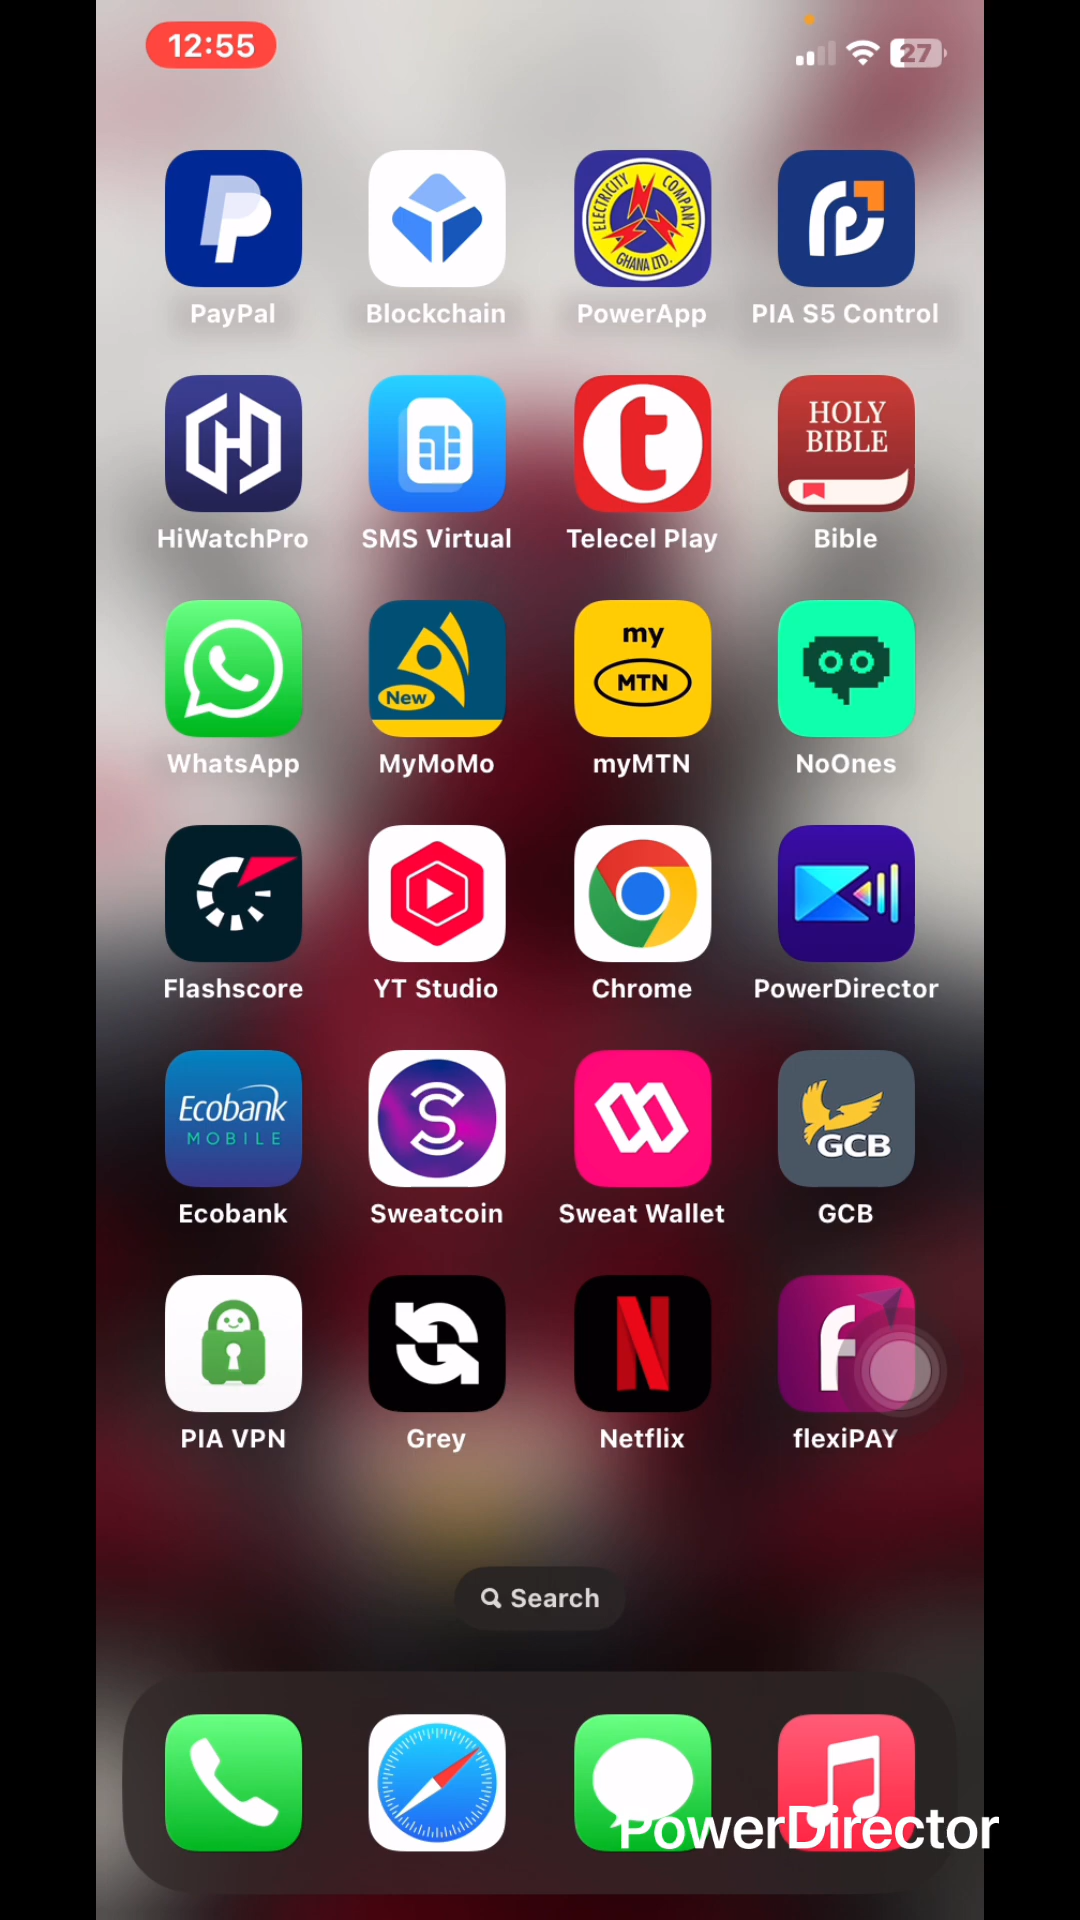 12:55
27
ELECTRICITY COMPANY
GHANA LTD.
PayPal
Blockchain
PowerApp
PIA S5 Control
HOLY
BIBLE
HiWatchPro
SMS Virtual
Telecel Play
Bible
New
my
MTN
WhatsApp
MyMoMo
myMTN
NoOnes
Flashscore
YT Studio
Chrome
PowerDirector
Ecobank
MOBILE
GCB
Ecobank
Sweatcoin
Sweat Wallet
GCB
PIA VPN
Grey
Netflix
flexiPAY
Search
PowerDirector